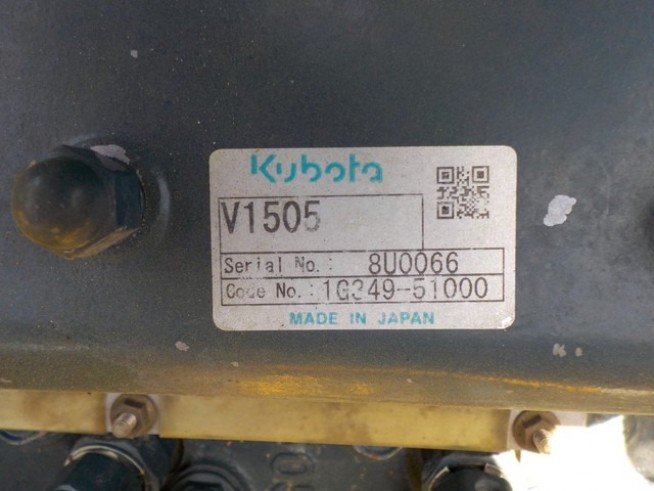 Kubota
V1505
Serial No.: 8U0066
Code No.: 1G349-51000
MADE IN JAPAN